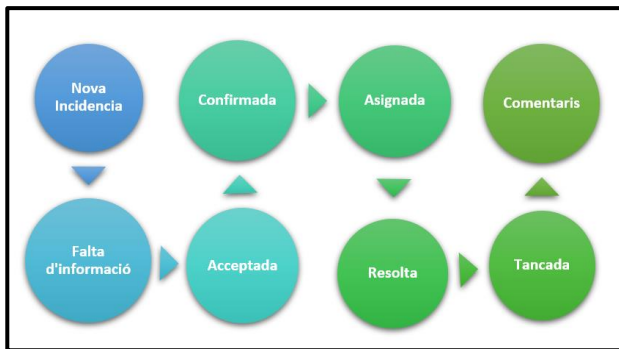 Nova
Incidencia
Falta
d'informació
Acceptada
Confirmada
Asignada
Resolta
Tancada
Comentaris